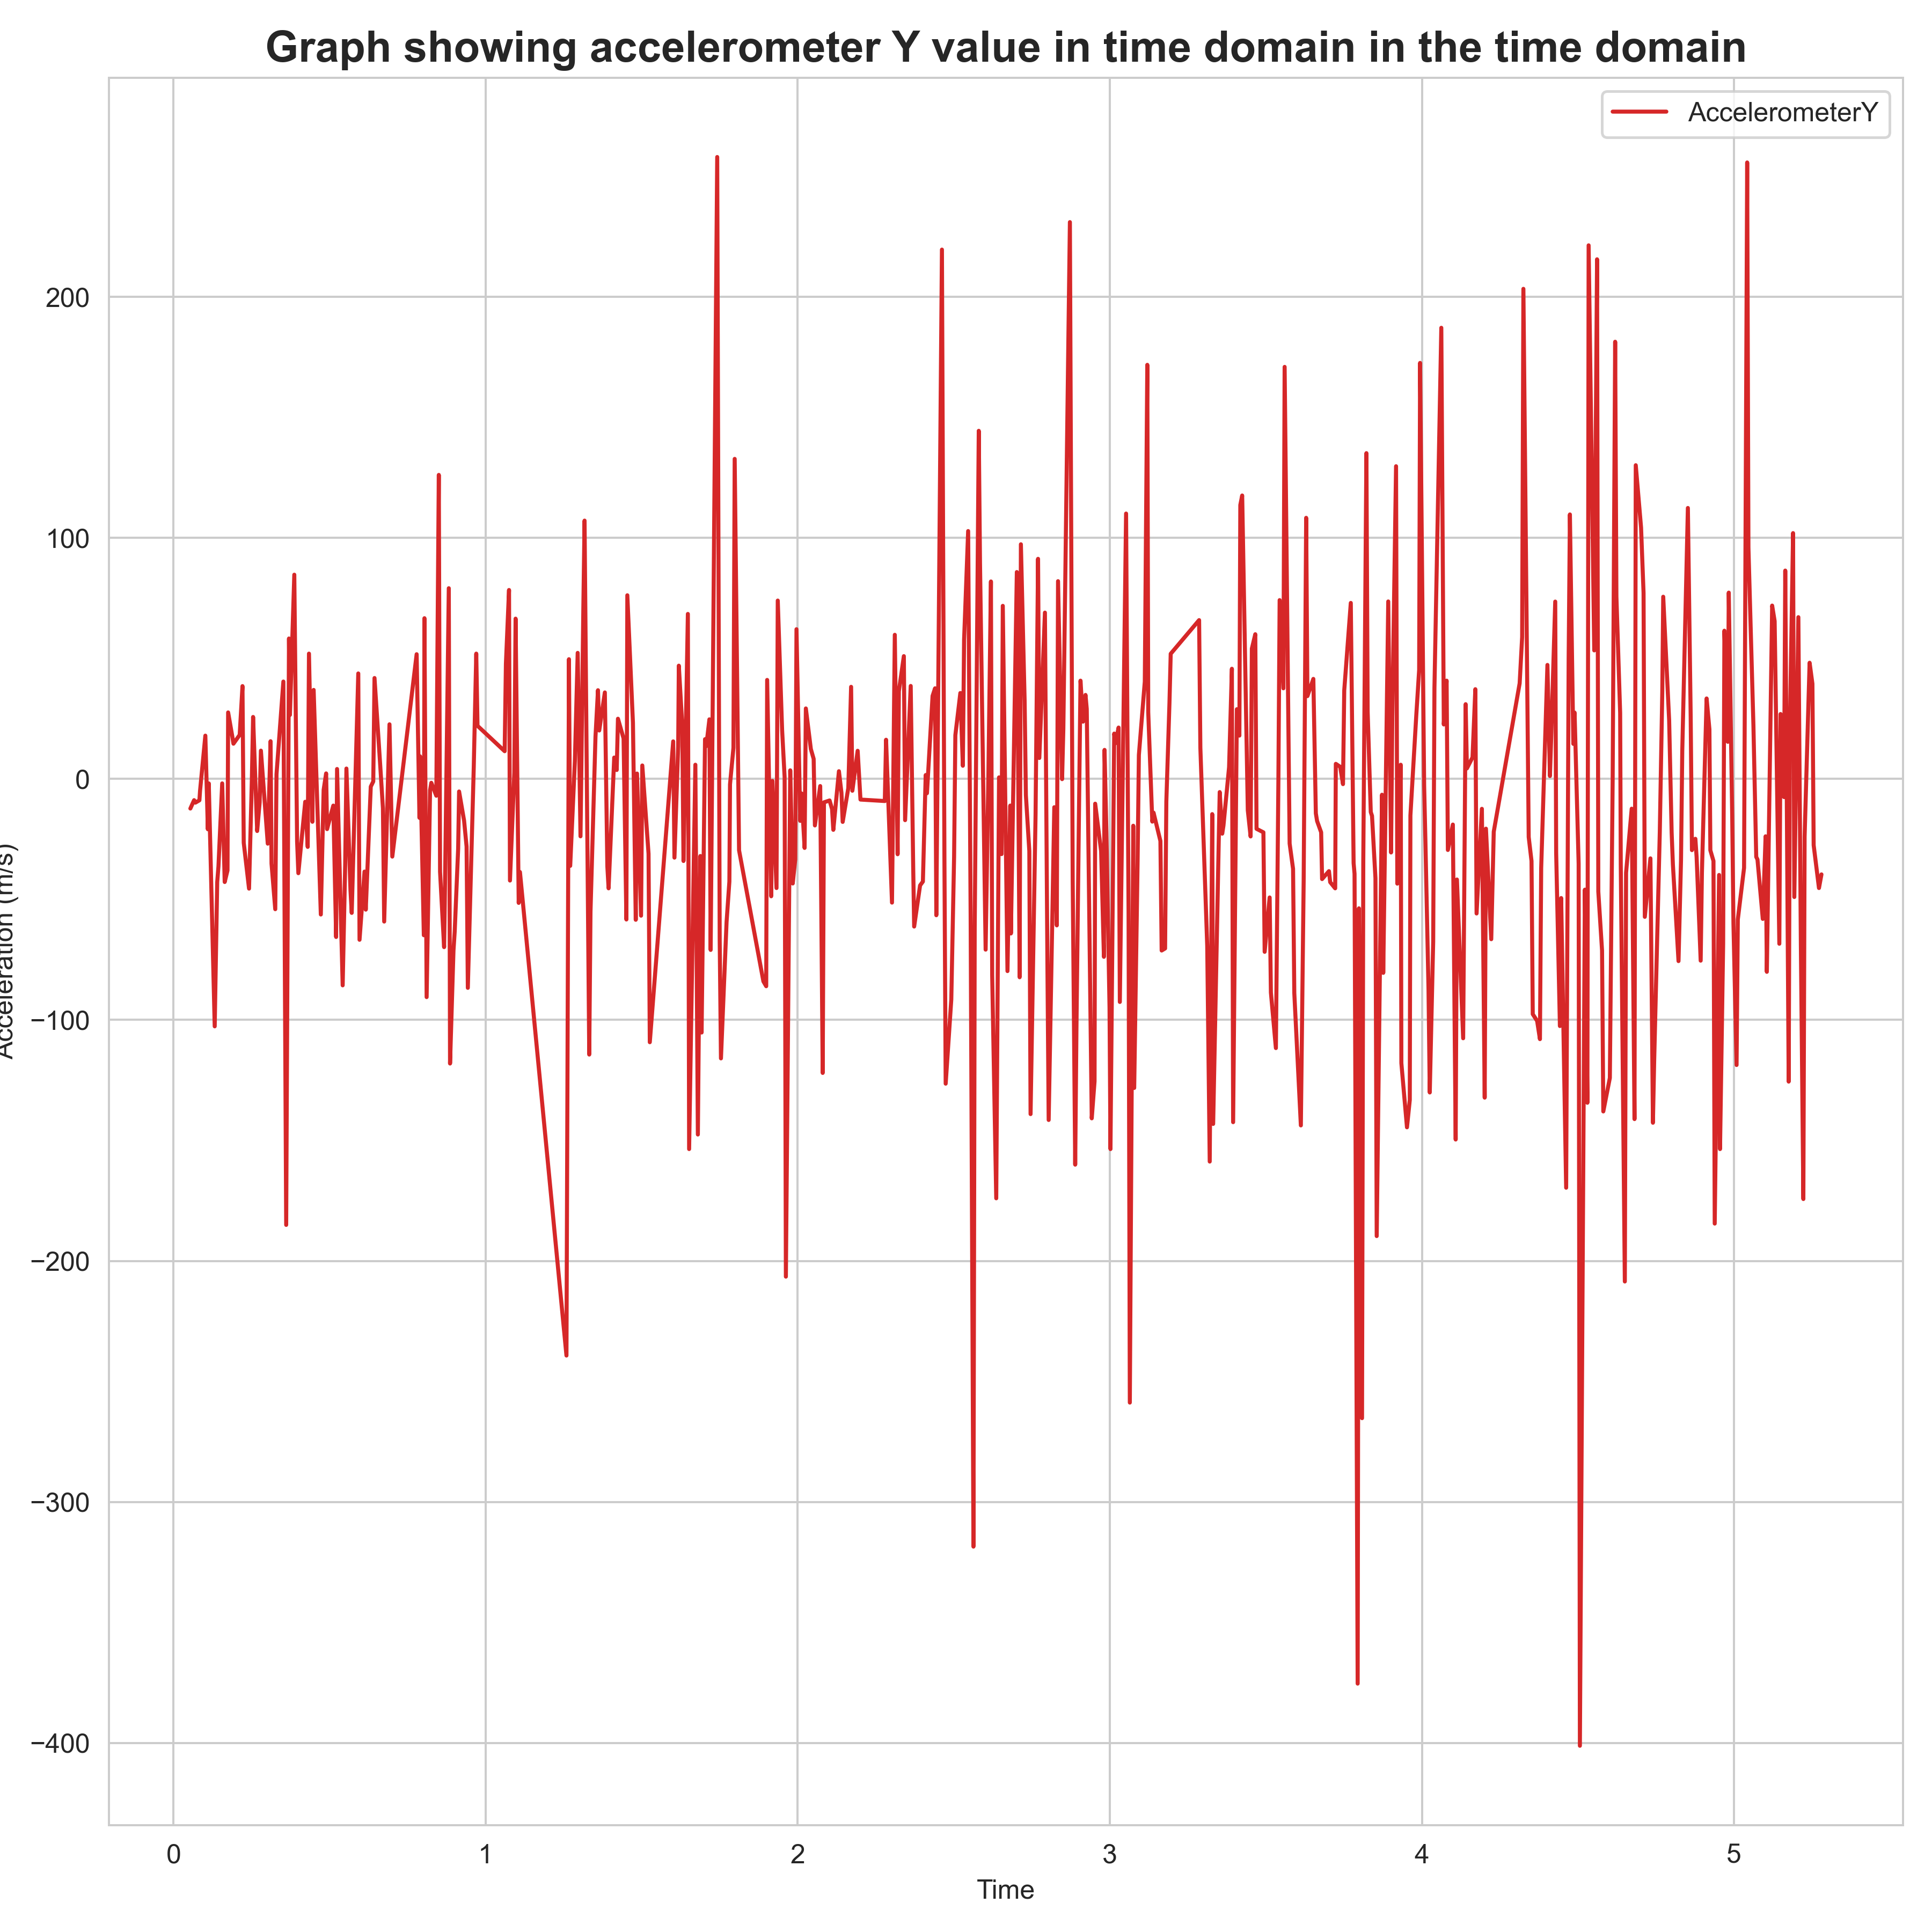 Graph showing accelerometer Y value in time domain in the time domain
AccelerometerY
200
100
0
−100
−200
−300
−400
Acceleration (m/s)
0 1 2 3 4 5
Time